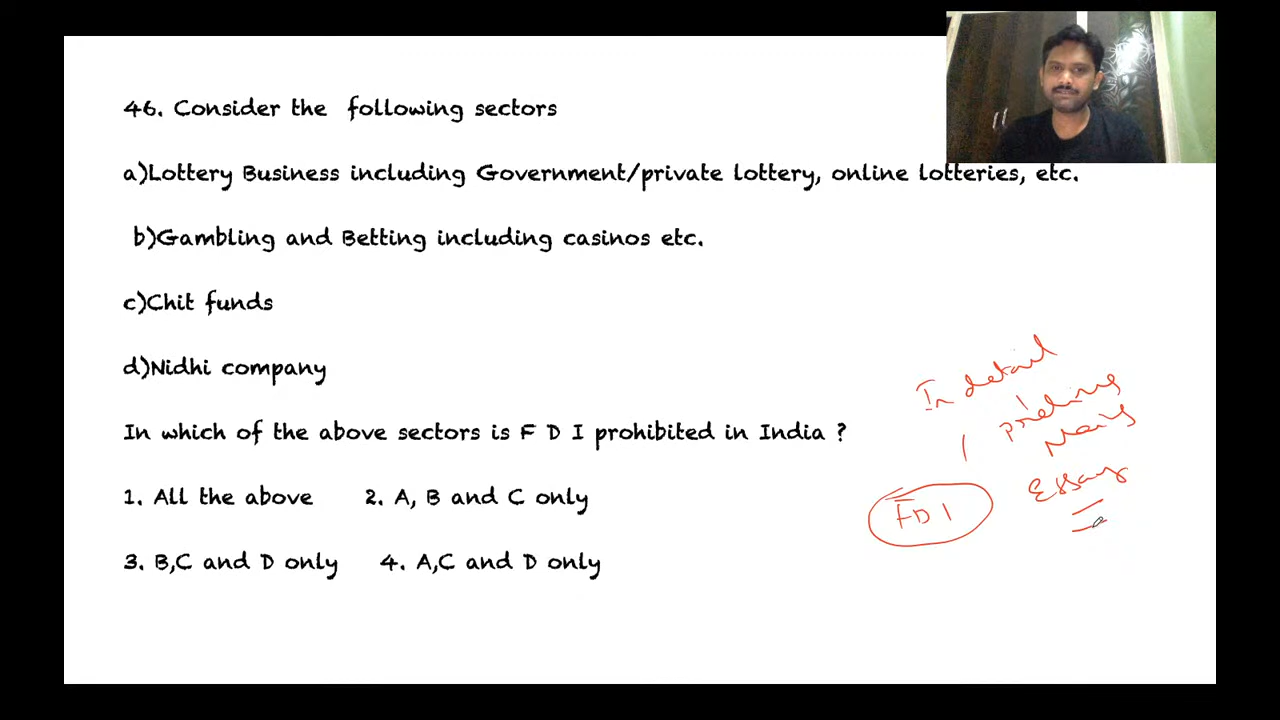 46. Consider the following sectors
a)Lottery Business including Government/private lottery, online lotteries, etc.
b)Gambling and Betting including casinos etc.
c)Chit funds
d)Nidhi company
In which of the above sectors is F D I prohibited in India ?
1. All the above 2. A, B and C only
3. B,C and D only 4. A,C and D only
In detail
Mains
Essay
FDI